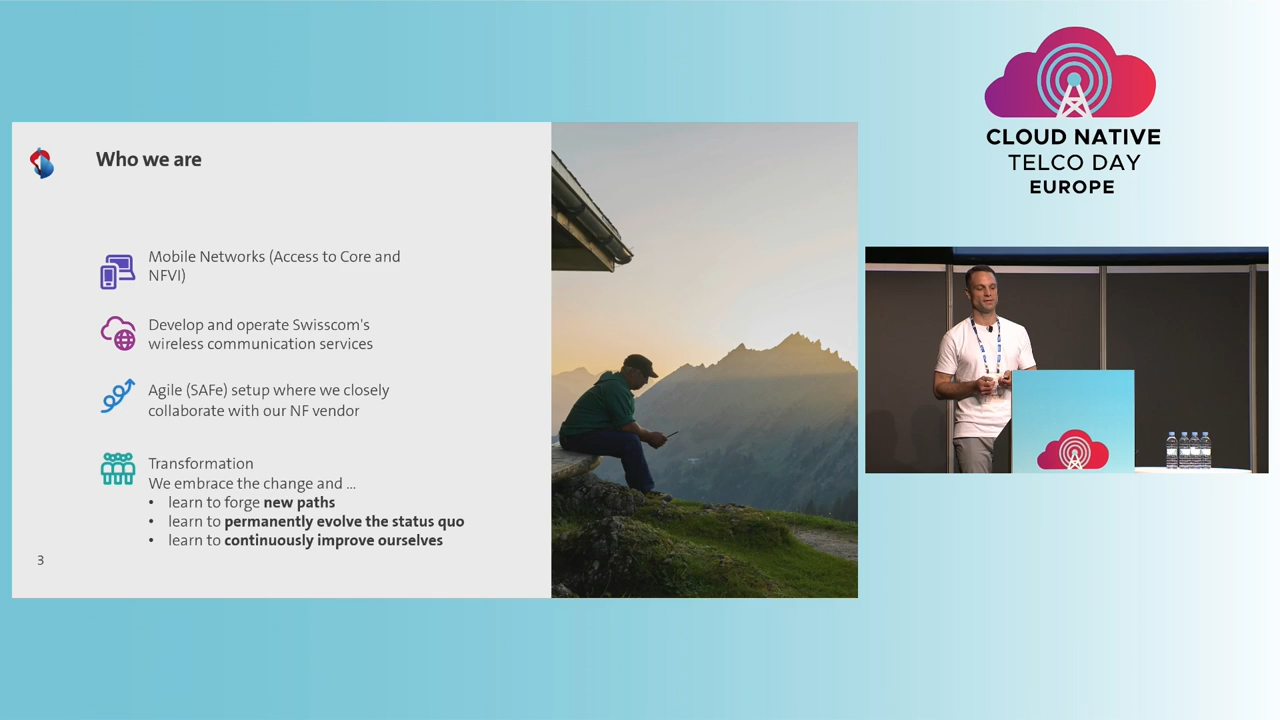 Who we are
Mobile Networks (Access to Core and
NFVI)
Develop and operate Swisscom's
wireless communication services
Agile (SAFe) setup where we closely
collaborate with our NF vendor
Transformation
We embrace the change and ...
• learn to forge new paths
• learn to permanently evolve the status quo
• learn to continuously improve ourselves
3
CLOUD NATIVE
TELCO DAY
EUROPE